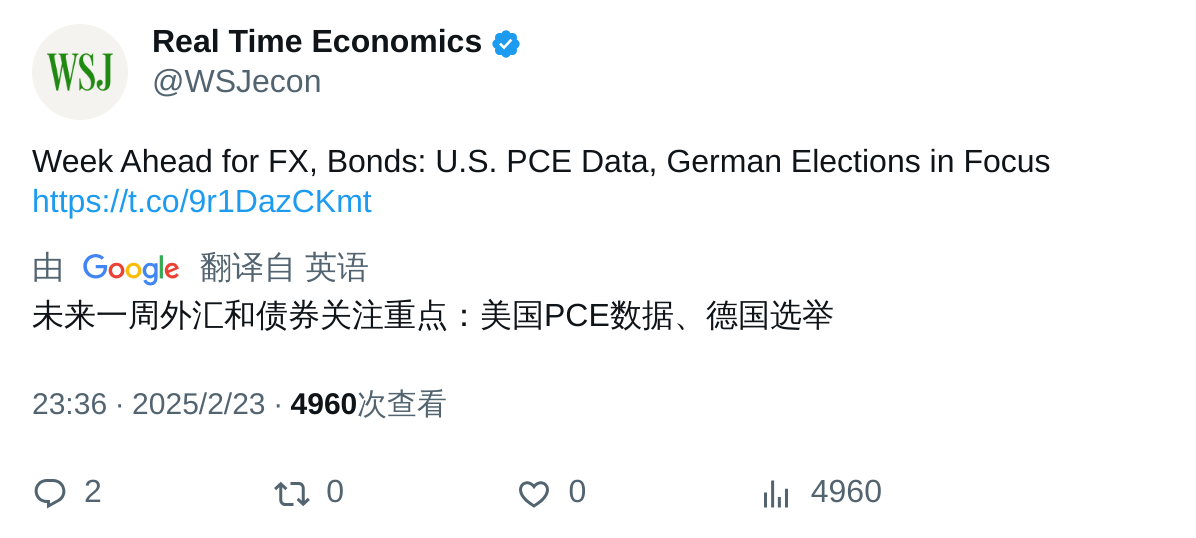 WSJ
Real Time Economics
@WSJecon
Week Ahead for FX, Bonds: U.S. PCE Data, German Elections in Focus
https://t.co/9r1DazCKmt
由 Google 翻译自 英语
未来一周外汇和债券关注重点：美国PCE数据、德国选举
23:36 · 2025/2/23 · 4960次查看
2 0 0 4960